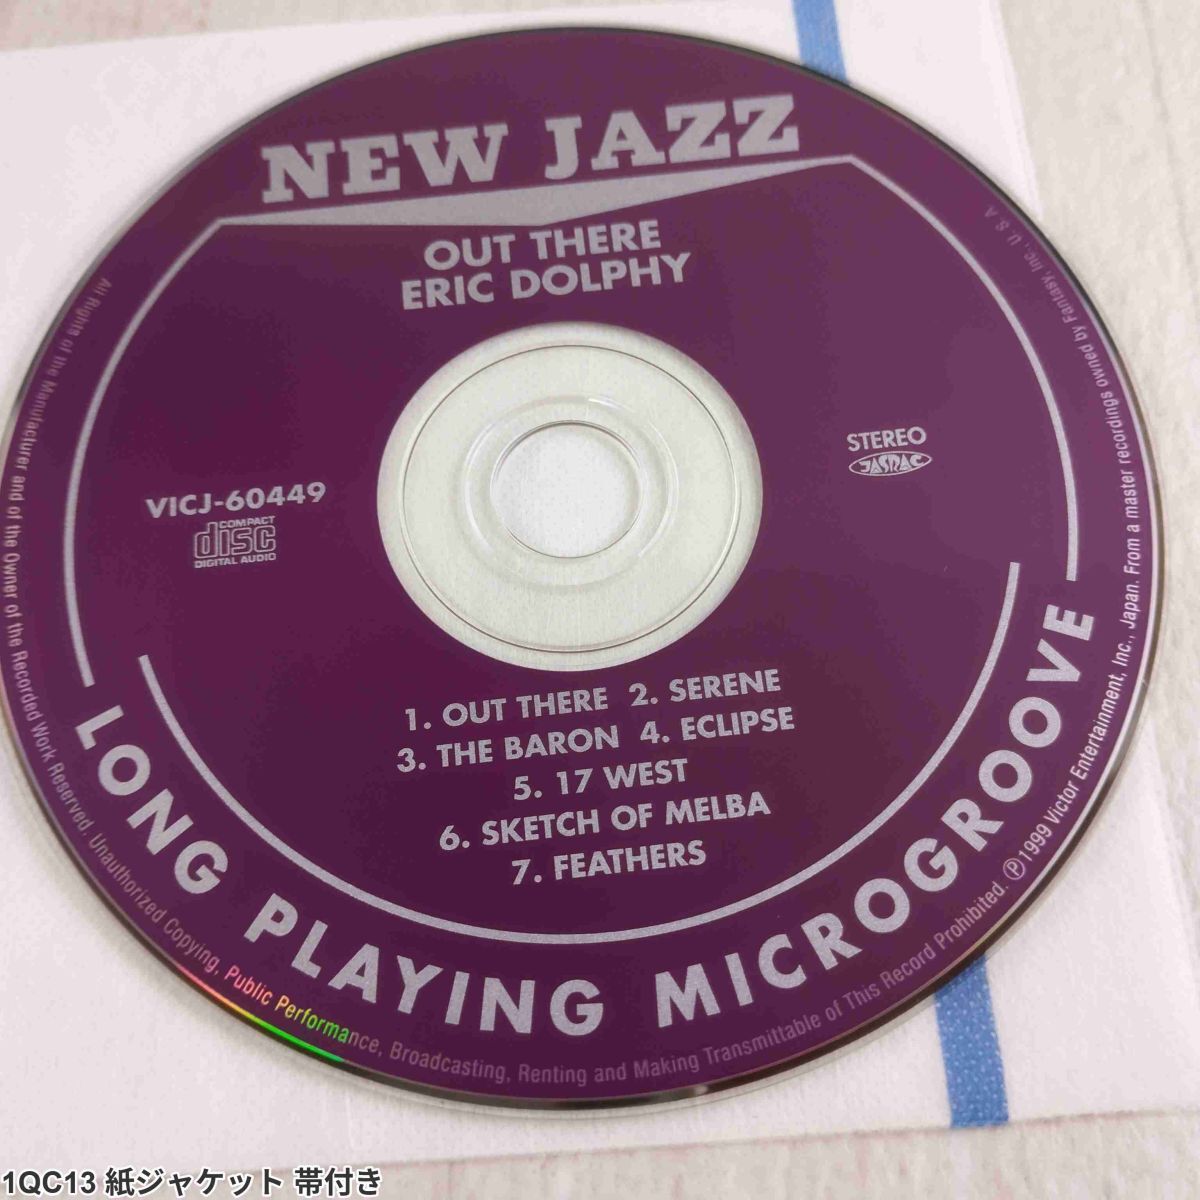 NEW JAZZ
OUT THERE
ERIC DOLPHY
STEREO
JASRAC
VICJ-60449
COMPACT
disc
DIGITAL AUDIO
1. OUT THERE 2. SERENE
3. THE BARON 4. ECLIPSE
5. 17 WEST
6. SKETCH OF MELBA
7. FEATHERS
LONG PLAYING MICROGROOVE
All Rights of the Manufacturer and of the Owner of the Recorded Work Reserved. Unauthorized Copying, Public Performance, Broadcasting, Renting and Making Transmittable of This Record Prohibited. ℗1999 Victor Entertainment, Inc., Japan. From a master recordings owned by Fantasy, Inc., U.S.A
1QC13 紙ジャケット 帯付き